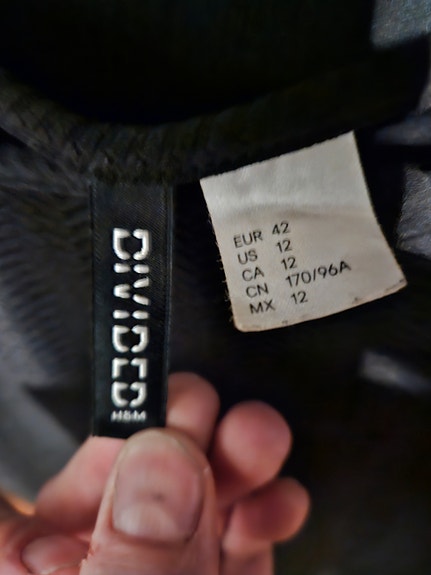 DIVIDED
H&M
EUR 42
US 12
CA 12
CN 170/96A
MX 12